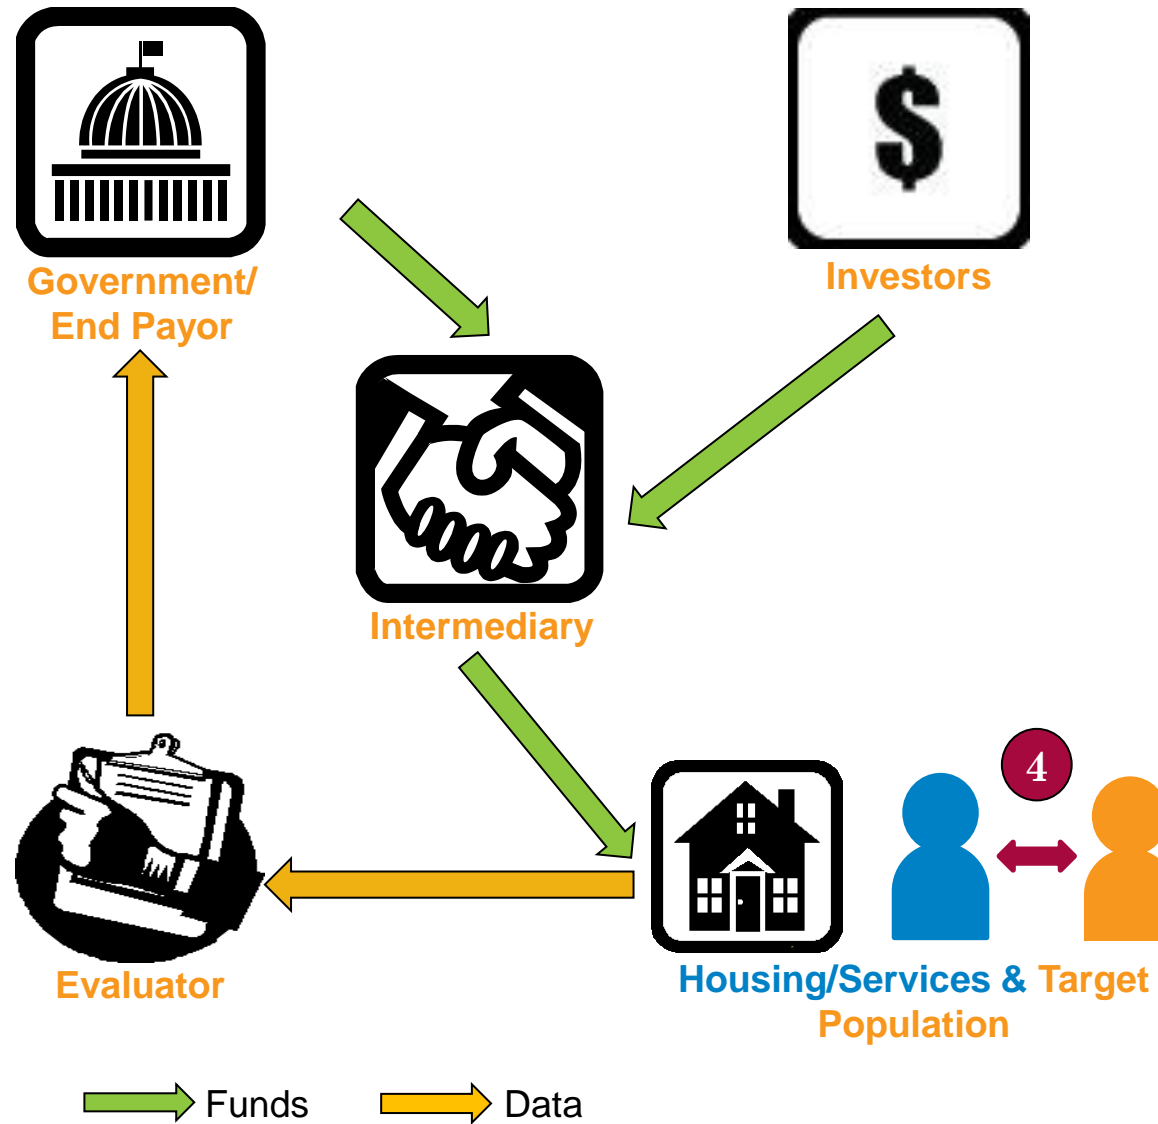 $
Government/
End Payor
Investors
Intermediary
4
Evaluator
Housing/Services & Target
Population
Funds
Data